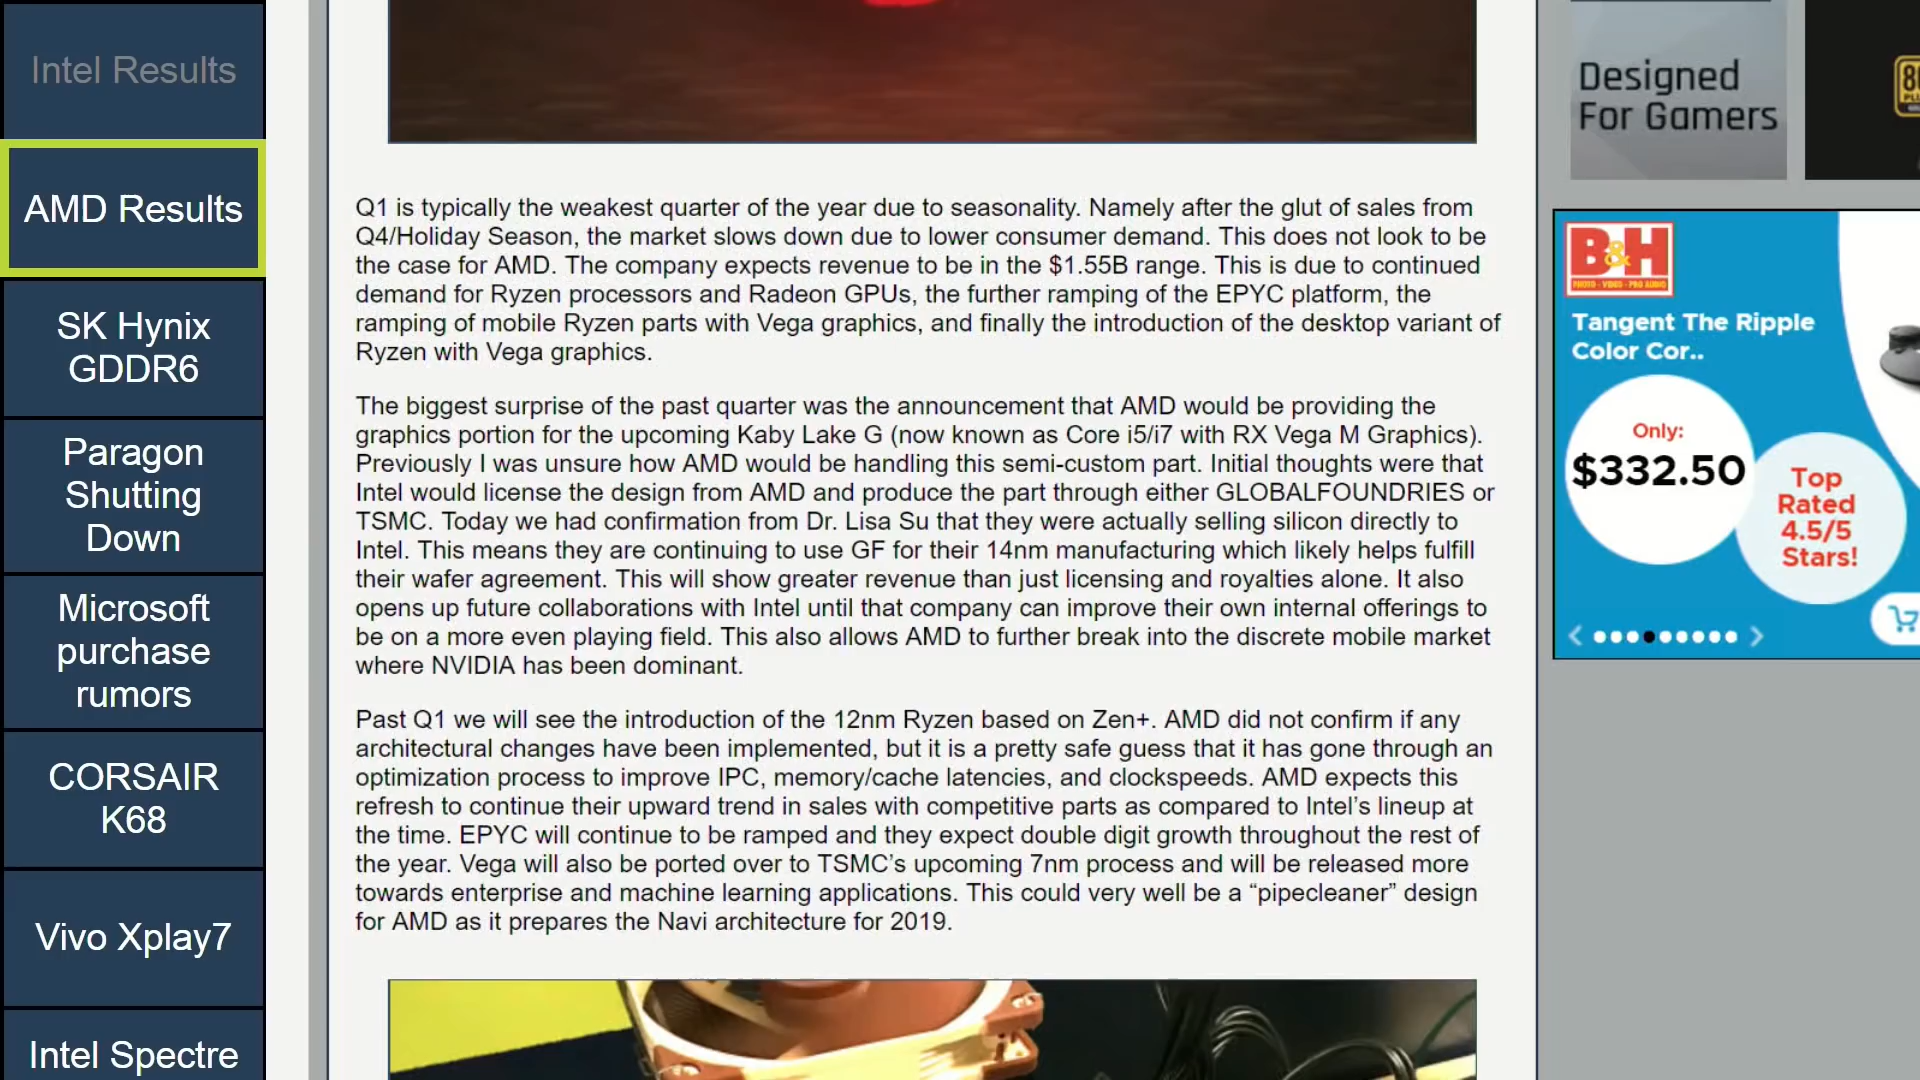 Intel Results
AMD Results
SK Hynix
GDDR6
Paragon
Shutting
Down
Microsoft
purchase
rumors
CORSAIR
K68
Vivo Xplay7
Intel Spectre
Q1 is typically the weakest quarter of the year due to seasonality. Namely after the glut of sales from
Q4/Holiday Season, the market slows down due to lower consumer demand. This does not look to be
the case for AMD. The company expects revenue to be in the $1.55B range. This is due to continued
demand for Ryzen processors and Radeon GPUs, the further ramping of the EPYC platform, the
ramping of mobile Ryzen parts with Vega graphics, and finally the introduction of the desktop variant of
Ryzen with Vega graphics.
The biggest surprise of the past quarter was the announcement that AMD would be providing the
graphics portion for the upcoming Kaby Lake G (now known as Core i5/i7 with RX Vega M Graphics).
Previously I was unsure how AMD would be handling this semi-custom part. Initial thoughts were that
Intel would license the design from AMD and produce the part through either GLOBALFOUNDRIES or
TSMC. Today we had confirmation from Dr. Lisa Su that they were actually selling silicon directly to
Intel. This means they are continuing to use GF for their 14nm manufacturing which likely helps fulfill
their wafer agreement. This will show greater revenue than just licensing and royalties alone. It also
opens up future collaborations with Intel until that company can improve their own internal offerings to
be on a more even playing field. This also allows AMD to further break into the discrete mobile market
where NVIDIA has been dominant.
Past Q1 we will see the introduction of the 12nm Ryzen based on Zen+. AMD did not confirm if any
architectural changes have been implemented, but it is a pretty safe guess that it has gone through an
optimization process to improve IPC, memory/cache latencies, and clockspeeds. AMD expects this
refresh to continue their upward trend in sales with competitive parts as compared to Intel’s lineup at
the time. EPYC will continue to be ramped and they expect double digit growth throughout the rest of
the year. Vega will also be ported over to TSMC’s upcoming 7nm process and will be released more
towards enterprise and machine learning applications. This could very well be a “pipecleaner” design
for AMD as it prepares the Navi architecture for 2019.
Designed
For Gamers
B&H
PHOTO - VIDEO - PRO AUDIO
Tangent The Ripple
Color Cor..
Only:
$332.50
Top
Rated
4.5/5
Stars!